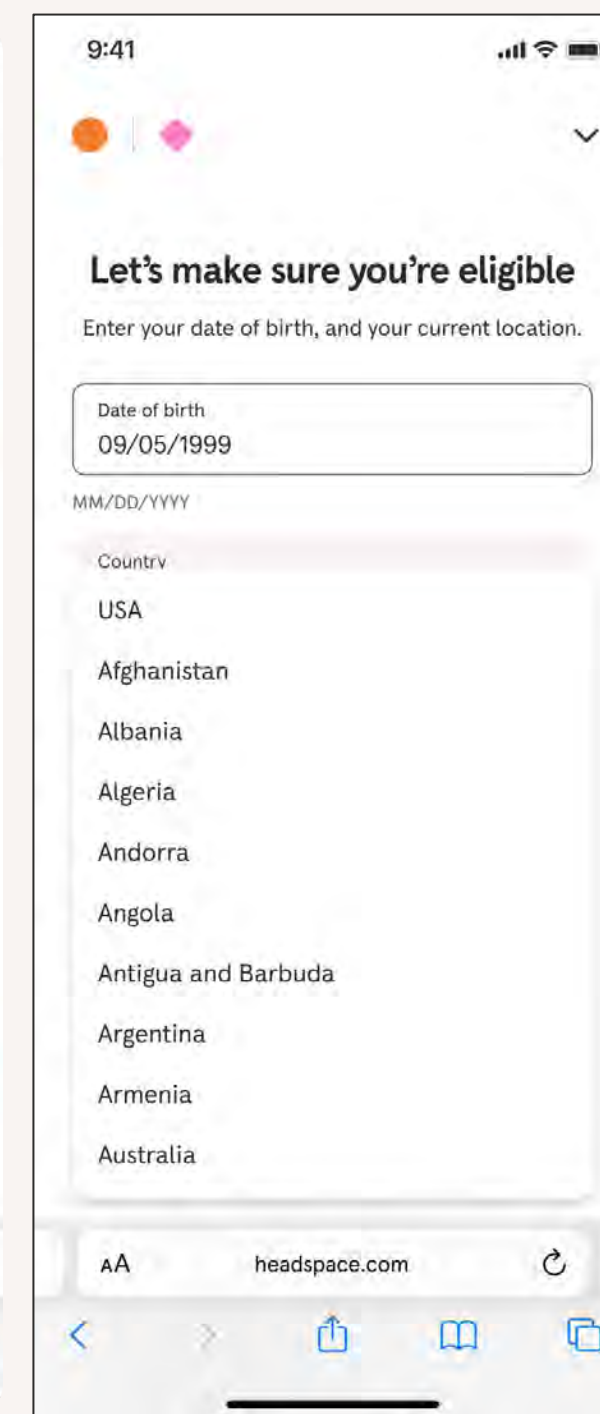 9:41
Let’s make sure you’re eligible
Enter your date of birth, and your current location.
Date of birth
09/05/1999
MM/DD/YYYY
Country
USA
Afghanistan
Albania
Algeria
Andorra
Angola
Antigua and Barbuda
Argentina
Armenia
Australia
AA headspace.com